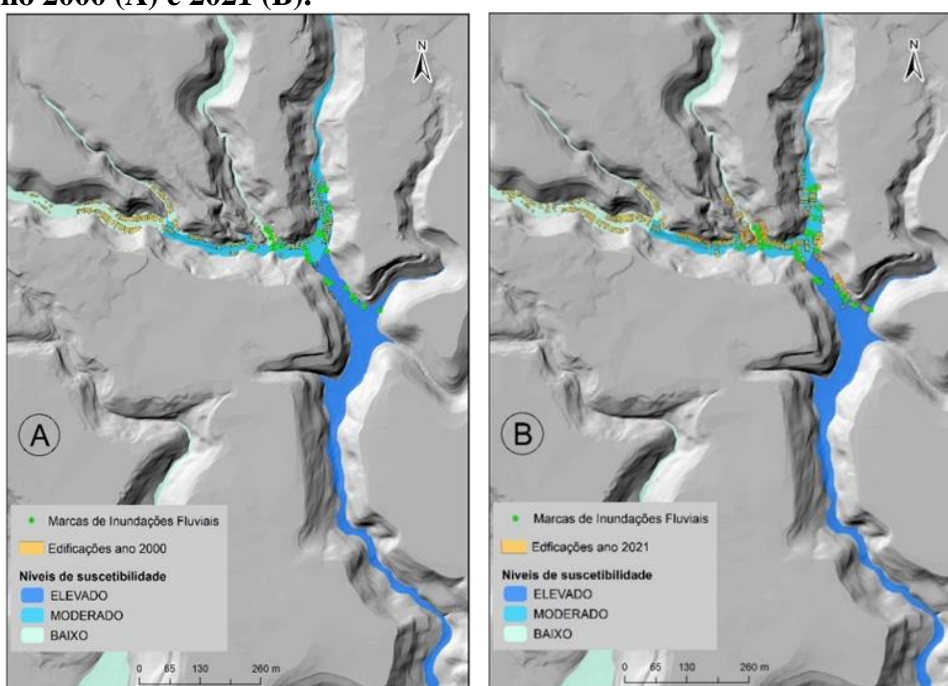 no 2000 (A) e 2021 (B).
N
A
Marcas de Inundações Fluviais
Edificações ano 2000
Níveis de suscetibilidade
ELEVADO
MODERADO
BAIXO
0 65 130 260 m
N
B
Marcas de Inundações Fluviais
Edficações ano 2021
Níveis de suscetibilidade
ELEVADO
MODERADO
BAIXO
0 65 130 260 m